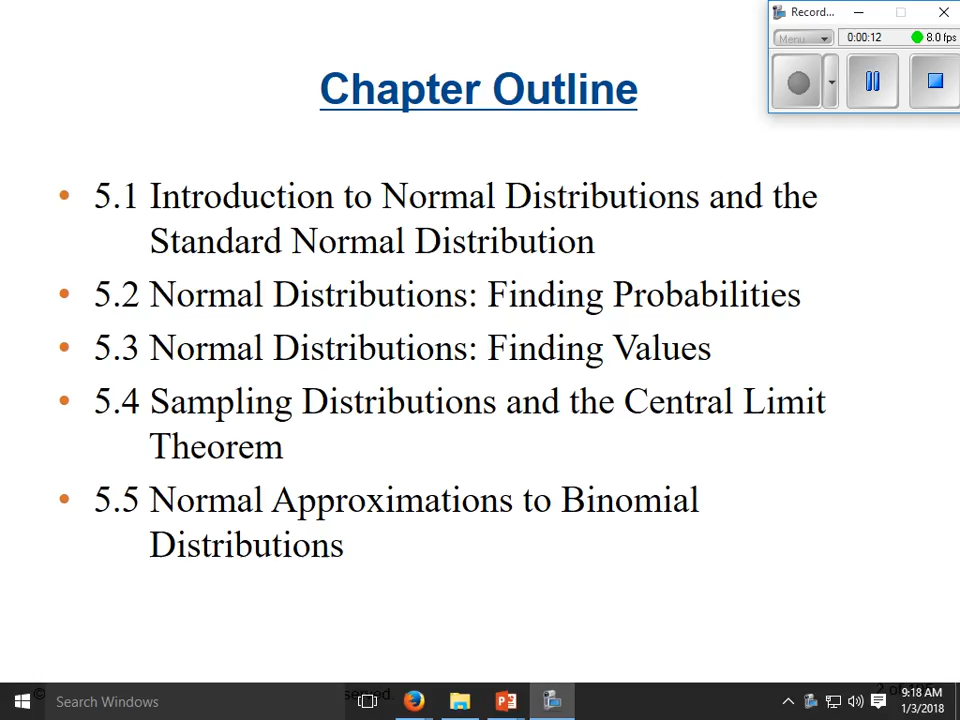 Record...
Menu
0:00:12
8.0 fps
Chapter Outline
• 5.1 Introduction to Normal Distributions and the
Standard Normal Distribution
• 5.2 Normal Distributions: Finding Probabilities
• 5.3 Normal Distributions: Finding Values
• 5.4 Sampling Distributions and the Central Limit
Theorem
• 5.5 Normal Approximations to Binomial
Distributions
©
Search Windows
served.
2 of
9:18 AM
1/3/2018